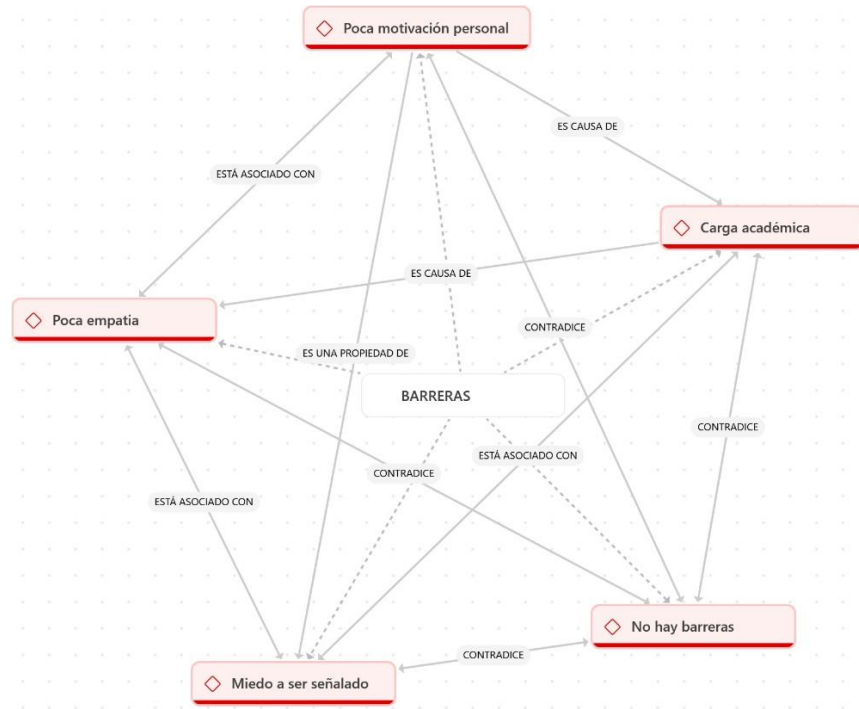 Poca motivación personal
ES CAUSA DE
ESTÁ ASOCIADO CON
Carga académica
ES CAUSA DE
Poca empatia
CONTRADICE
ES UNA PROPIEDAD DE
BARRERAS
CONTRADICE
ESTÁ ASOCIADO CON
CONTRADICE
ESTÁ ASOCIADO CON
No hay barreras
CONTRADICE
Miedo a ser señalado